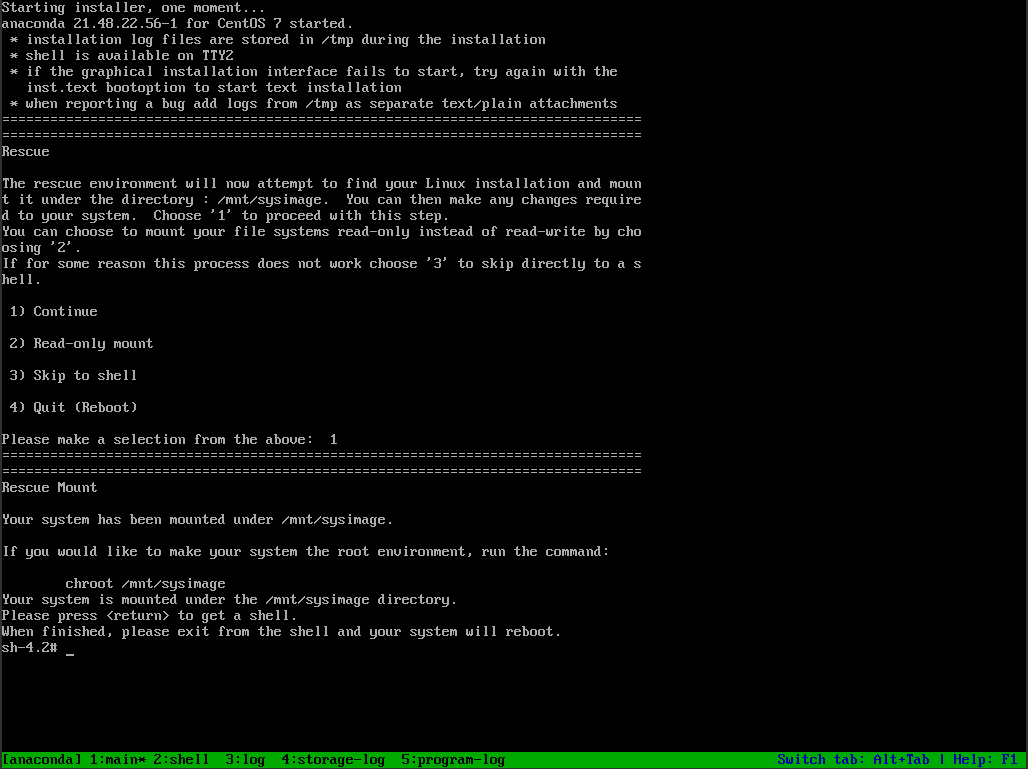 Starting installer, one moment...
anaconda 21.48.22.56-1 for CentOS 7 started.
 * installation log files are stored in /tmp during the installation
 * shell is available on TTY2
 * if the graphical installation interface fails to start, try again with the
   inst.text bootoption to start text installation
 * when reporting a bug add logs from /tmp as separate text/plain attachments
================================================================================
================================================================================
Rescue
The rescue environment will now attempt to find your Linux installation and moun
t it under the directory : /mnt/sysimage.  You can then make any changes require
d to your system.  Choose '1' to proceed with this step.
You can choose to mount your file systems read-only instead of read-write by cho
osing '2'.
If for some reason this process does not work choose '3' to skip directly to a s
hell.
 1) Continue
 2) Read-only mount
 3) Skip to shell
 4) Quit (Reboot)
Please make a selection from the above:  1
================================================================================
================================================================================
Rescue Mount
Your system has been mounted under /mnt/sysimage.
If you would like to make your system the root environment, run the command:
        chroot /mnt/sysimage
Your system is mounted under the /mnt/sysimage directory.
Please press <return> to get a shell.
When finished, please exit from the shell and your system will reboot.
sh-4.2# _
[anaconda] 1:main* 2:shell  3:log  4:storage-log  5:program-log          Switch tab: Alt+Tab | Help: F1